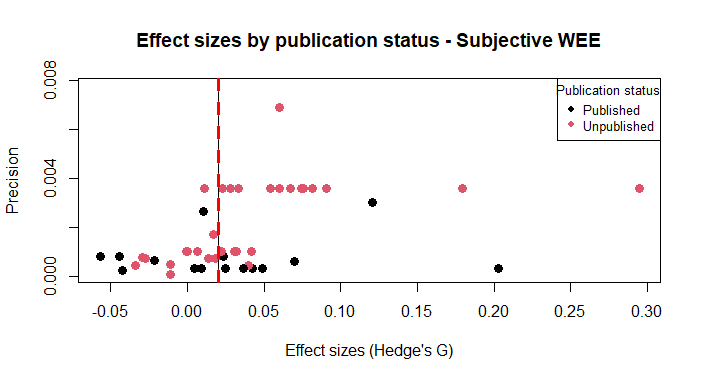 Effect sizes by publication status - Subjective WEE
Precision
0.008
0.004
0.000
Publication status
Published
Unpublished
-0.05 0.00 0.05 0.10 0.15 0.20 0.25 0.30
Effect sizes (Hedge's G)